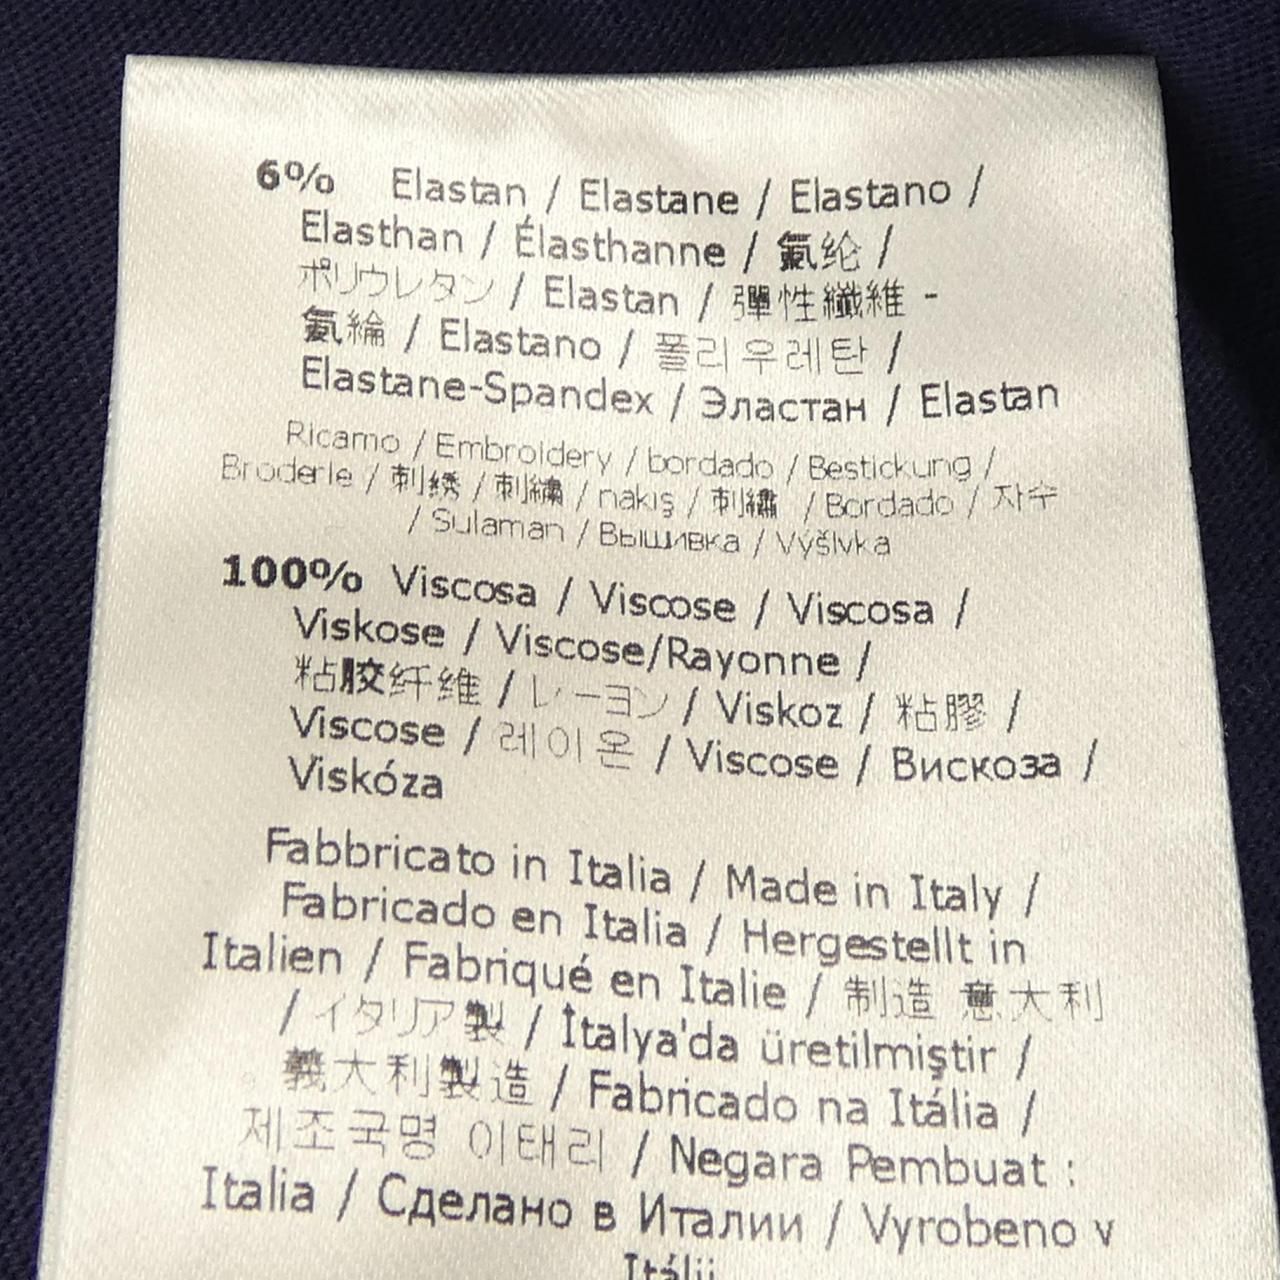 6% Elastan / Elastane / Elastano /
Elasthan / Élasthanne / 氨纶 /
ポリウレタン / Elastan / 彈性纖維 -
氨綸 / Elastano / 폴리우레탄 /
Elastane-Spandex / Эластан / Elastan
Ricamo / Embroidery / bordado / Bestickung /
Broderie / 刺绣 / 刺繍 / nakış / 刺繡 / Bordado / 자수
/ Sulaman / Вышивка / Výšivka
100% Viscosa / Viscose / Viscosa /
Viskose / Viscose/Rayonne /
粘胶纤维 / レーヨン / Viskoz / 粘膠 /
Viscose / 레이온 / Viscose / Вискоза /
Viskóza
Fabbricato in Italia / Made in Italy /
Fabricado en Italia / Hergestellt in
Italien / Fabriqué en Italie / 制造 意大利
/ イタリア製 / İtalya'da üretilmiştir /
義大利製造 / Fabricado na Itália /
제조국명 이태리 / Negara Pembuat :
Italia / Сделано в Италии / Vyrobeno v
Itálii